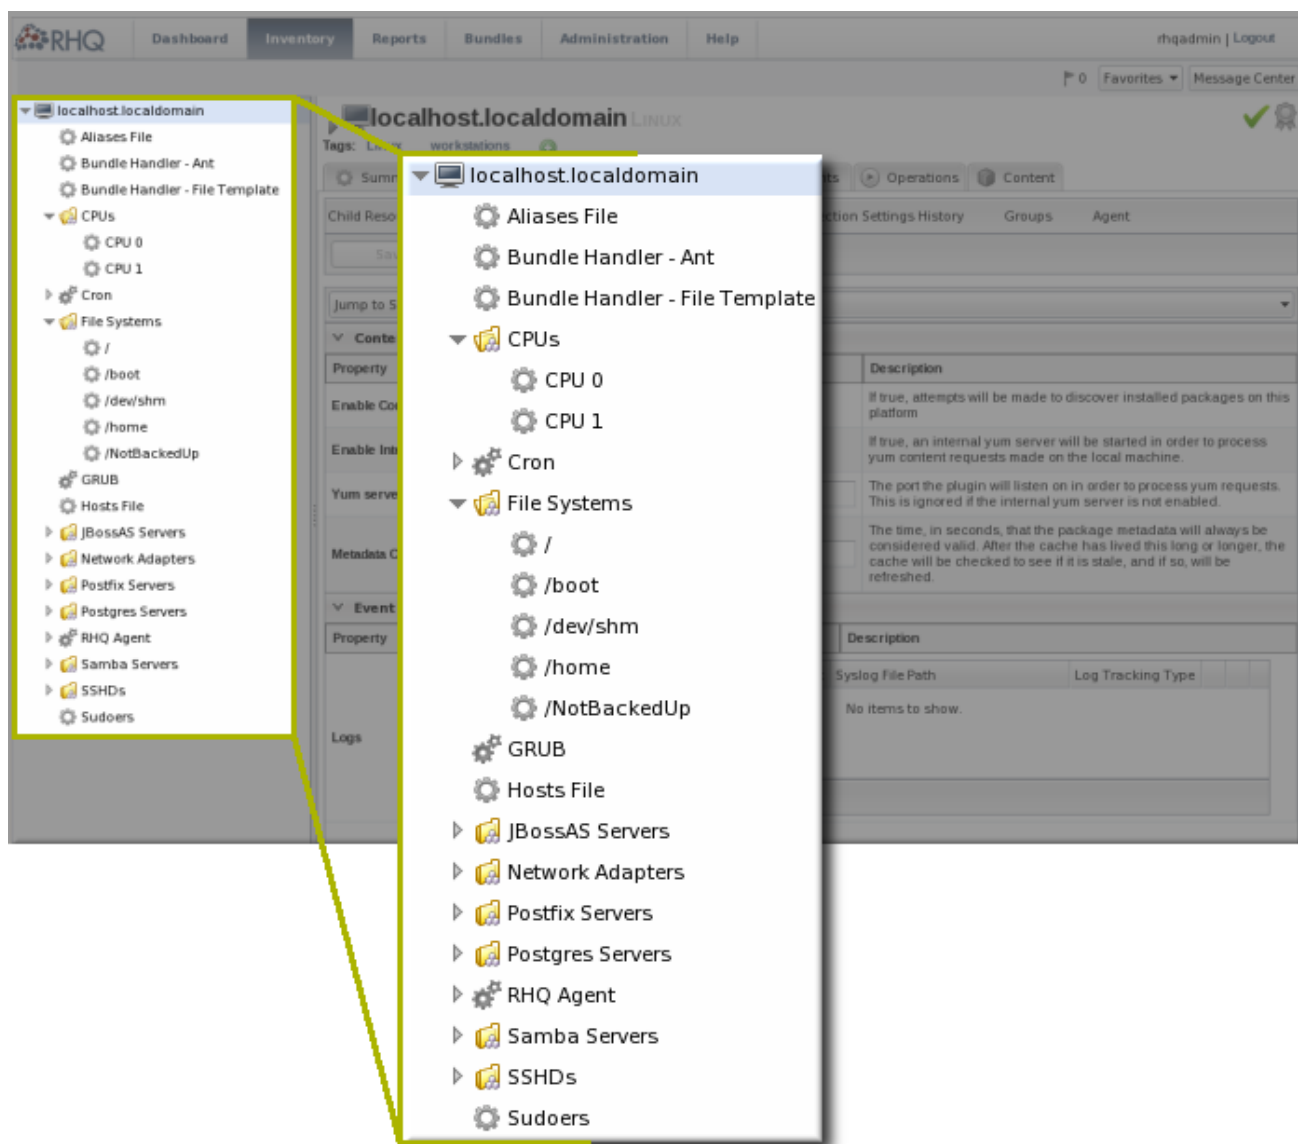 RHQ Dashboard Inventory Reports Bundles Administration Help rhqadmin | Logout
0 Favorites Message Center
localhost.localdomain
Aliases File
Bundle Handler - Ant
Bundle Handler - File Template
CPUs
CPU 0
CPU 1
Cron
File Systems
/
/boot
/dev/shm
/home
/NotBackedUp
GRUB
Hosts File
JBossAS Servers
Network Adapters
Postfix Servers
Postgres Servers
RHQ Agent
Samba Servers
SSHDs
Sudoers
localhost.localdomain LINUX
Tags: Linux workstations
Operations Content
Settings History Groups Agent
Jump to
Property Description
If true, attempts will be made to discover installed packages on this
platform
If true, an internal yum server will be started in order to process
yum content requests made on the local machine.
The port the plugin will listen on in order to process yum requests.
This is ignored if the internal yum server is not enabled.
The time, in seconds, that the package metadata will always be
considered valid. After the cache has lived this long or longer, the
cache will be checked to see if it is stale, and if so, will be
refreshed.
Event
Property Description
Syslog File Path Log Tracking Type
No items to show.
Logs
localhost.localdomain
Aliases File
Bundle Handler - Ant
Bundle Handler - File Template
CPUs
CPU 0
CPU 1
Cron
File Systems
/
/boot
/dev/shm
/home
/NotBackedUp
GRUB
Hosts File
JBossAS Servers
Network Adapters
Postfix Servers
Postgres Servers
RHQ Agent
Samba Servers
SSHDs
Sudoers